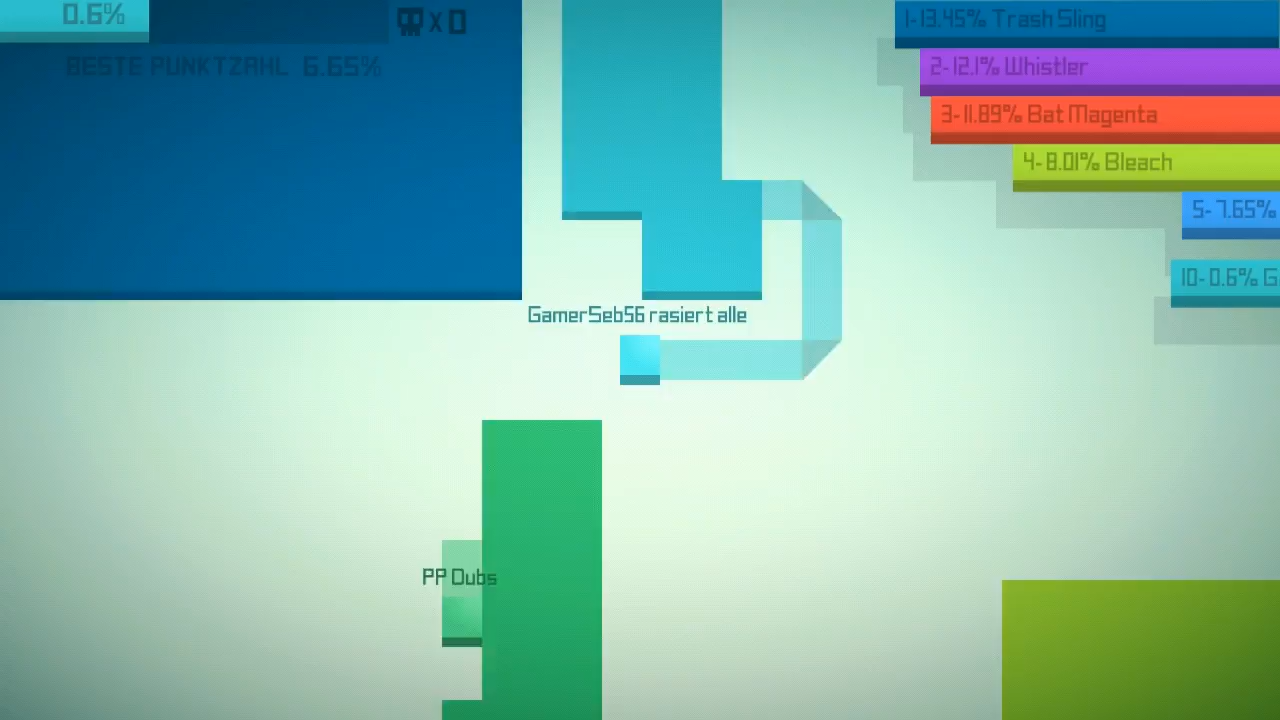 0.6%
x 0
BESTE PUNKTZAHL 6.65%
1-13.45% Trash Sling
2-12.1% Whistler
3-11.89% Bat Magenta
4-8.01% Bleach
5-7.65%
10-0.6% G
GamerSeb56 rasiert alle
PP Dubs